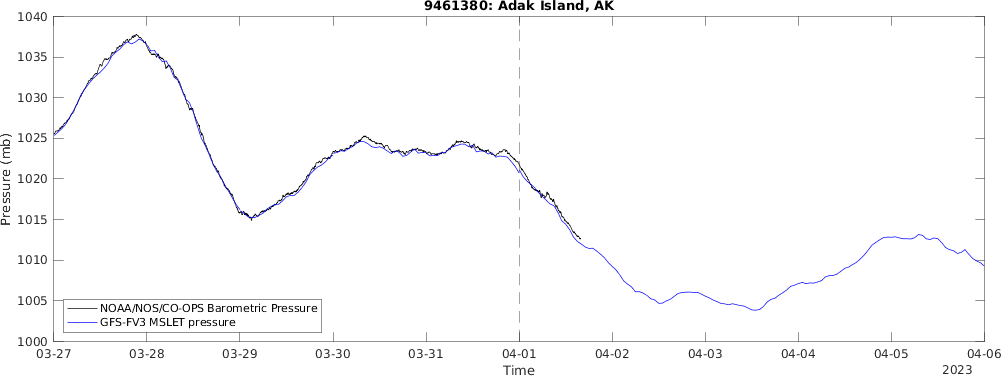 9461380: Adak Island, AK
Pressure (mb)
1040
1035
1030
1025
1020
1015
1010
1005
1000
NOAA/NOS/CO-OPS Barometric Pressure
GFS-FV3 MSLET pressure
03-27 03-28 03-29 03-30 03-31 04-01 04-02 04-03 04-04 04-05 04-06
Time
2023